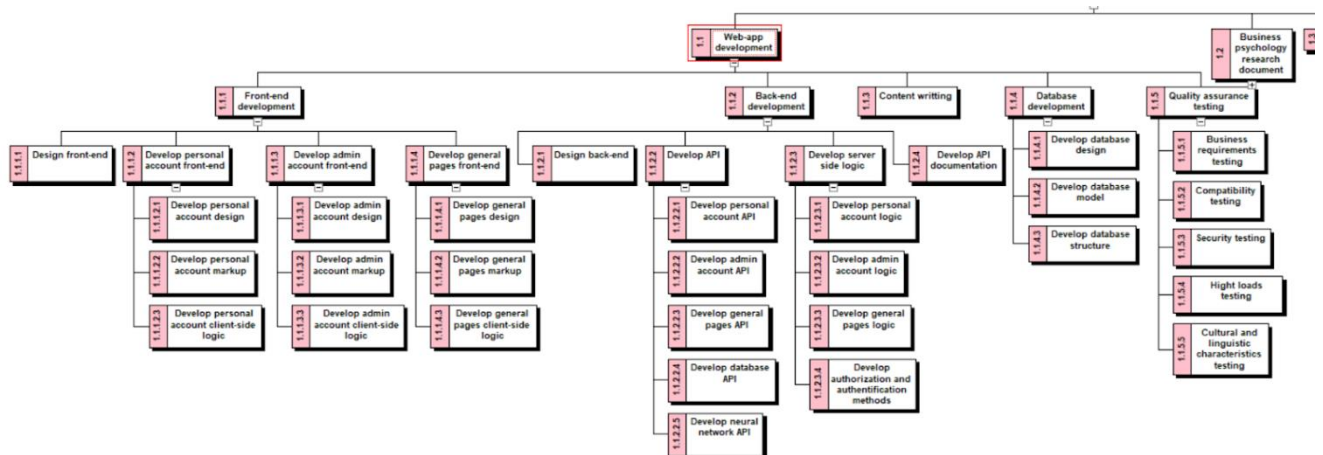 1.1
Web-app
development
1.2
Business
psychology
research
document
1.3
1.1.1
Front-end
development
1.1.2
Back-end
development
1.1.3
Content writting
1.1.4
Database
development
1.1.5
Quality assurance
testing
1.1.1.1
Design front-end
1.1.1.2
Develop personal
account front-end
1.1.1.3
Develop admin
account front-end
1.1.1.4
Develop general
pages front-end
1.1.2.1
Design back-end
1.1.2.2
Develop API
1.1.2.3
Develop server
side logic
1.1.2.4
Develop API
documentation
1.1.4.1
Develop database
design
1.1.4.2
Develop database
model
1.1.4.3
Develop database
structure
1.1.5.1
Business
requirements
testing
1.1.5.2
Compatibility
testing
1.1.5.3
Security testing
1.1.5.4
Hight loads
testing
1.1.5.5
Cultural and
linguistic
characteristics
testing
1.1.1.2.1
Develop personal
account design
1.1.1.2.2
Develop personal
account markup
1.1.1.2.3
Develop personal
account client-side
logic
1.1.1.3.1
Develop admin
account design
1.1.1.3.2
Develop admin
account markup
1.1.1.3.3
Develop admin
account client-side
logic
1.1.1.4.1
Develop general
pages design
1.1.1.4.2
Develop general
pages markup
1.1.1.4.3
Develop general
pages client-side
logic
1.1.2.2.1
Develop personal
account API
1.1.2.2.2
Develop admin
account API
1.1.2.2.3
Develop general
pages API
1.1.2.2.4
Develop database
API
1.1.2.2.5
Develop neural
network API
1.1.2.3.1
Develop personal
account logic
1.1.2.3.2
Develop admin
account logic
1.1.2.3.3
Develop general
pages logic
1.1.2.3.4
Develop
authorization and
authentification
methods